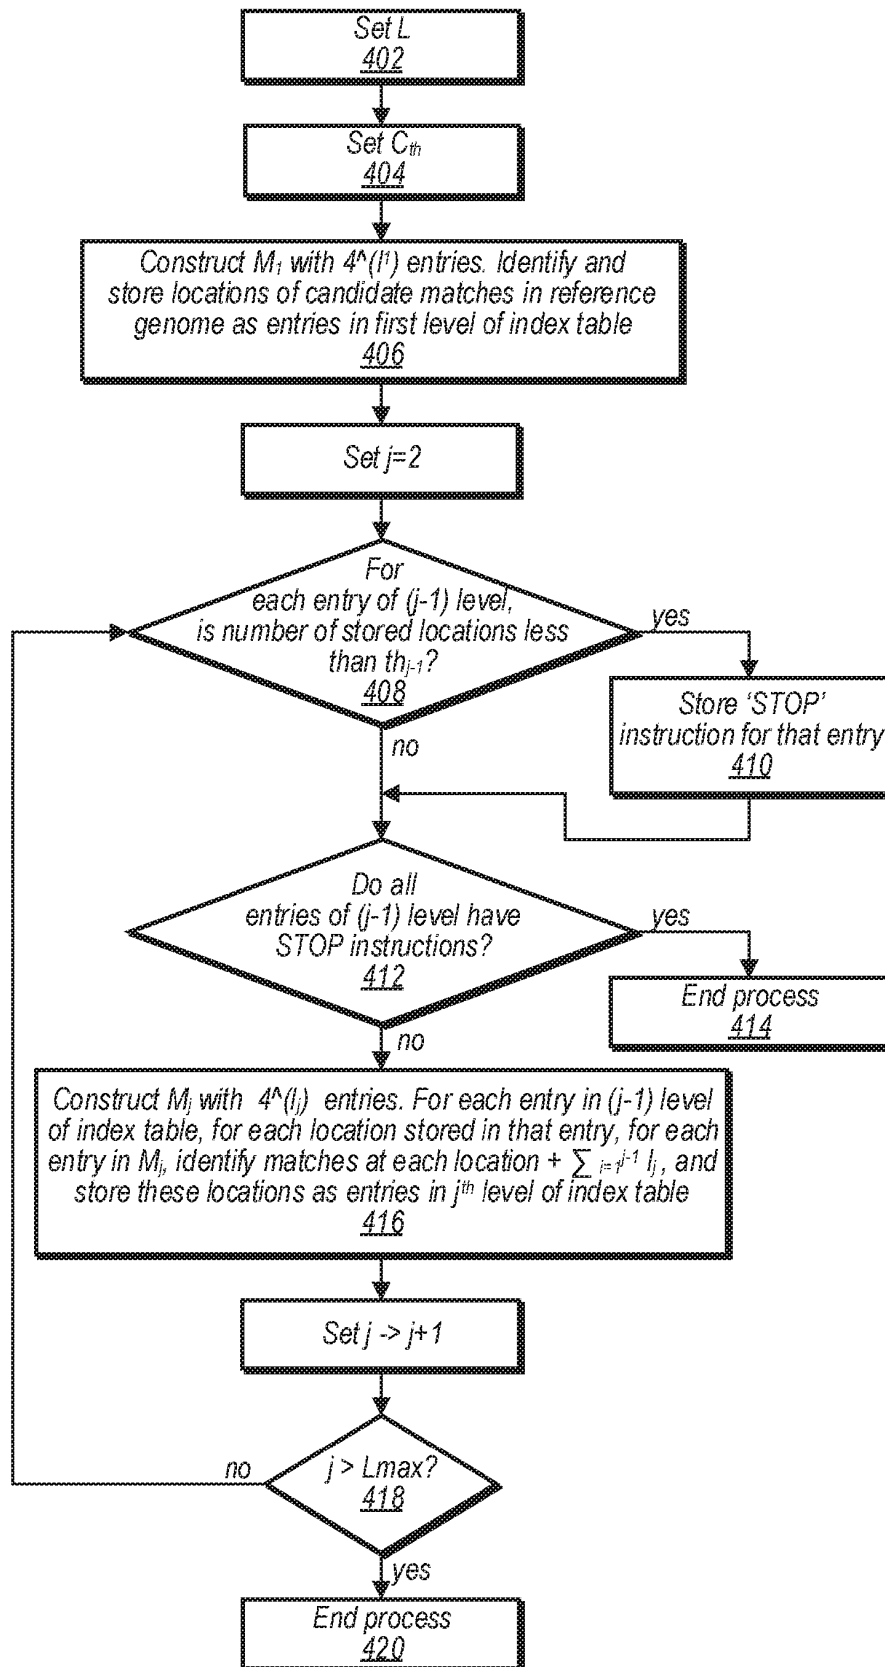 Set L
402
Set Cth
404
Construct M1 with 4^(l¹) entries. Identify and
store locations of candidate matches in reference
genome as entries in first level of index table
406
Set j=2
For
each entry of (j-1) level,
is number of stored locations less
than thj-1?
408
yes
Store ‘STOP’
instruction for that entry
410
no
Do all
entries of (j-1) level have
STOP instructions?
412
yes
End process
414
no
Construct Mj with 4^(lj) entries. For each entry in (j-1) level
of index table, for each location stored in that entry, for each
entry in Mj, identify matches at each location + ∑ i=1j-1 lj , and
store these locations as entries in jth level of index table
416
Set j -> j+1
no
j > Lmax?
418
yes
End process
420